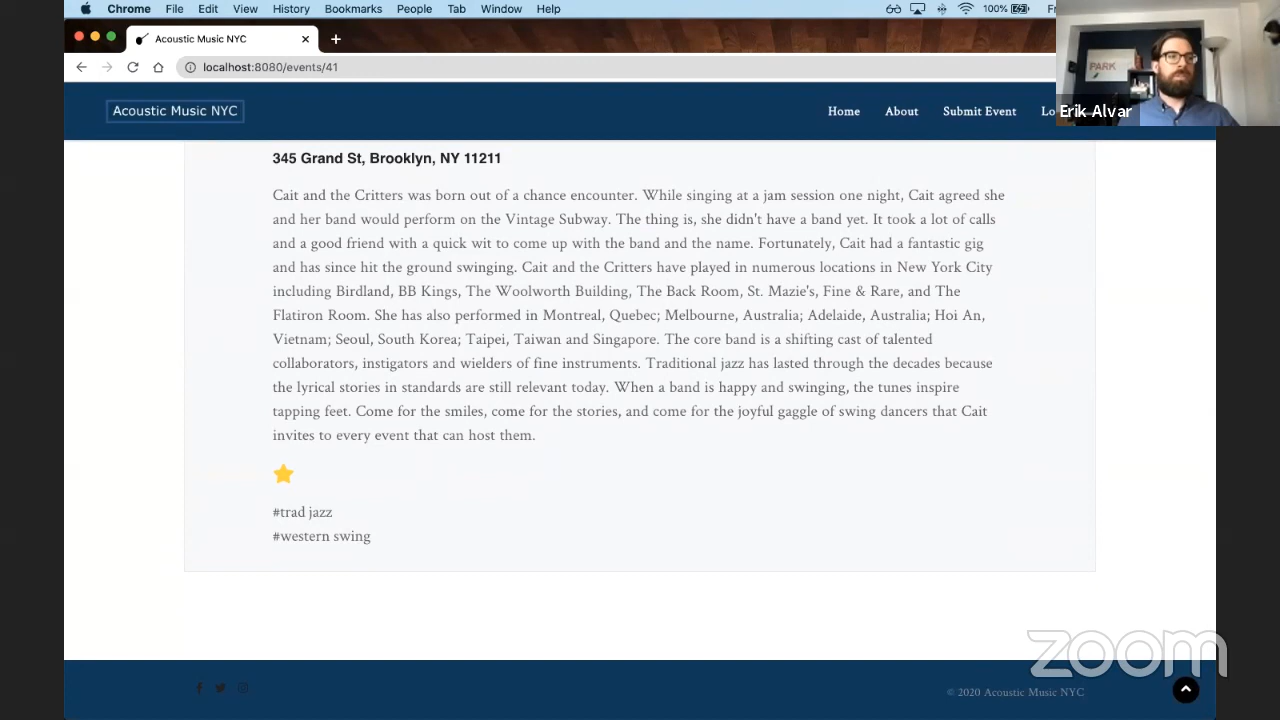 Chrome File Edit View History Bookmarks People Tab Window Help 100%
Acoustic Music NYC
localhost:8080/events/41
PARK
Erik Alvar
Acoustic Music NYC Home About Submit Event
345 Grand St, Brooklyn, NY 11211
Cait and the Critters was born out of a chance encounter. While singing at a jam session one night, Cait agreed she
and her band would perform on the Vintage Subway. The thing is, she didn't have a band yet. It took a lot of calls
and a good friend with a quick wit to come up with the band and the name. Fortunately, Cait had a fantastic gig
and has since hit the ground swinging. Cait and the Critters have played in numerous locations in New York City
including Birdland, BB Kings, The Woolworth Building, The Back Room, St. Mazie's, Fine & Rare, and The
Flatiron Room. She has also performed in Montreal, Quebec; Melbourne, Australia; Adelaide, Australia; Hoi An,
Vietnam; Seoul, South Korea; Taipei, Taiwan and Singapore. The core band is a shifting cast of talented
collaborators, instigators and wielders of fine instruments. Traditional jazz has lasted through the decades because
the lyrical stories in standards are still relevant today. When a band is happy and swinging, the tunes inspire
tapping feet. Come for the smiles, come for the stories, and come for the joyful gaggle of swing dancers that Cait
invites to every event that can host them.
#trad jazz
#western swing
zoom
© 2020 Acoustic Music NYC